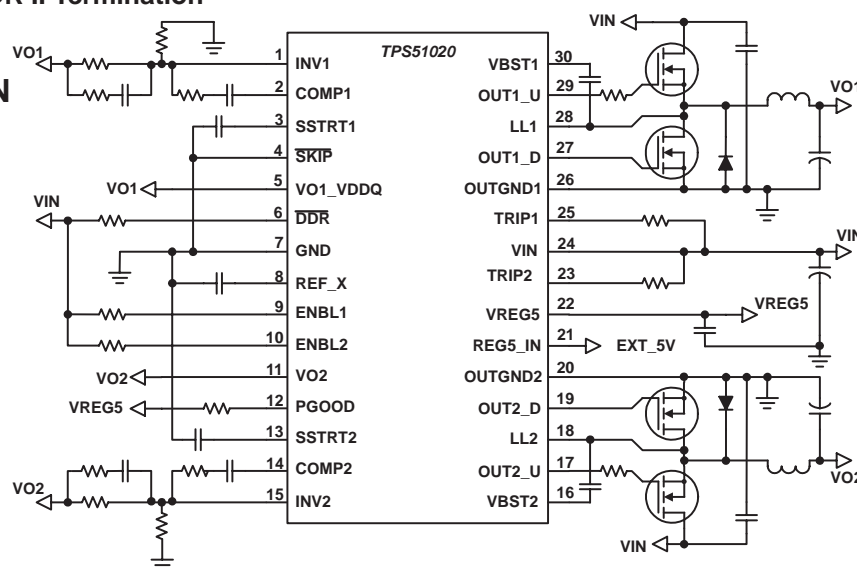 TPS51020
VO1
1 INV1
2 COMP1
3 SSTRT1
4 SKIP
VO1 5 VO1_VDDQ
VIN 6 DDR
7 GND
8 REF_X
9 ENBL1
10 ENBL2
VO2 11 VO2
VREG5 12 PGOOD
13 SSTRT2
14 COMP2
VO2 15 INV2
VIN
VBST1 30
OUT1_U 29
LL1 28
OUT1_D 27
OUTGND1 26
TRIP1 25
VIN 24
TRIP2 23
VREG5 22 VREG5
REG5_IN 21 EXT_5V
OUTGND2 20
OUT2_D 19
LL2 18
OUT2_U 17
VBST2 16
VO1
VIN
VO2
VIN